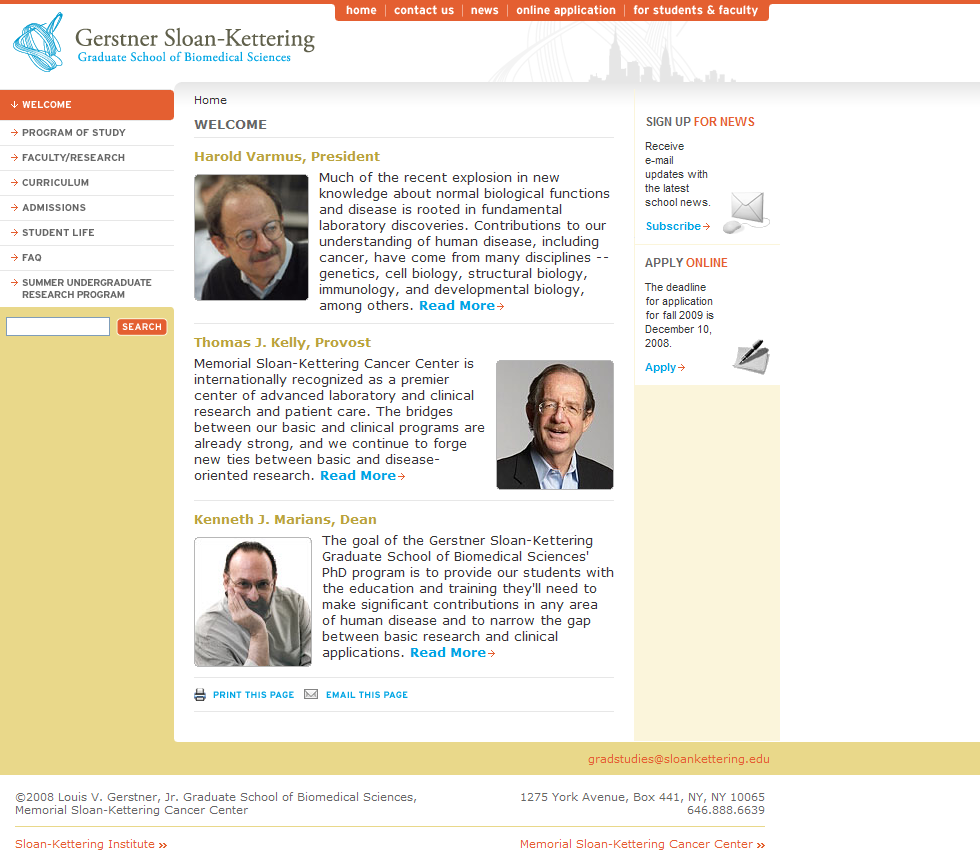 home contact us news online application for students & faculty
Gerstner Sloan-Kettering
Graduate School of Biomedical Sciences
WELCOME
PROGRAM OF STUDY
FACULTY/RESEARCH
CURRICULUM
ADMISSIONS
STUDENT LIFE
FAQ
SUMMER UNDERGRADUATE
RESEARCH PROGRAM
SEARCH
Home
WELCOME
Harold Varmus, President
Much of the recent explosion in new
knowledge about normal biological functions
and disease is rooted in fundamental
laboratory discoveries. Contributions to our
understanding of human disease, including
cancer, have come from many disciplines --
genetics, cell biology, structural biology,
immunology, and developmental biology,
among others. Read More
Thomas J. Kelly, Provost
Memorial Sloan-Kettering Cancer Center is
internationally recognized as a premier
center of advanced laboratory and clinical
research and patient care. The bridges
between our basic and clinical programs are
already strong, and we continue to forge
new ties between basic and disease-
oriented research. Read More
Kenneth J. Marians, Dean
The goal of the Gerstner Sloan-Kettering
Graduate School of Biomedical Sciences'
PhD program is to provide our students with
the education and training they'll need to
make significant contributions in any area
of human disease and to narrow the gap
between basic research and clinical
applications. Read More
PRINT THIS PAGE EMAIL THIS PAGE
SIGN UP FOR NEWS
Receive
e-mail
updates with
the latest
school news.
Subscribe
APPLY ONLINE
The deadline
for application
for fall 2009 is
December 10,
2008.
Apply
gradstudies@sloankettering.edu
©2008 Louis V. Gerstner, Jr. Graduate School of Biomedical Sciences,
Memorial Sloan-Kettering Cancer Center
1275 York Avenue, Box 441, NY, NY 10065
646.888.6639
Sloan-Kettering Institute »
Memorial Sloan-Kettering Cancer Center »